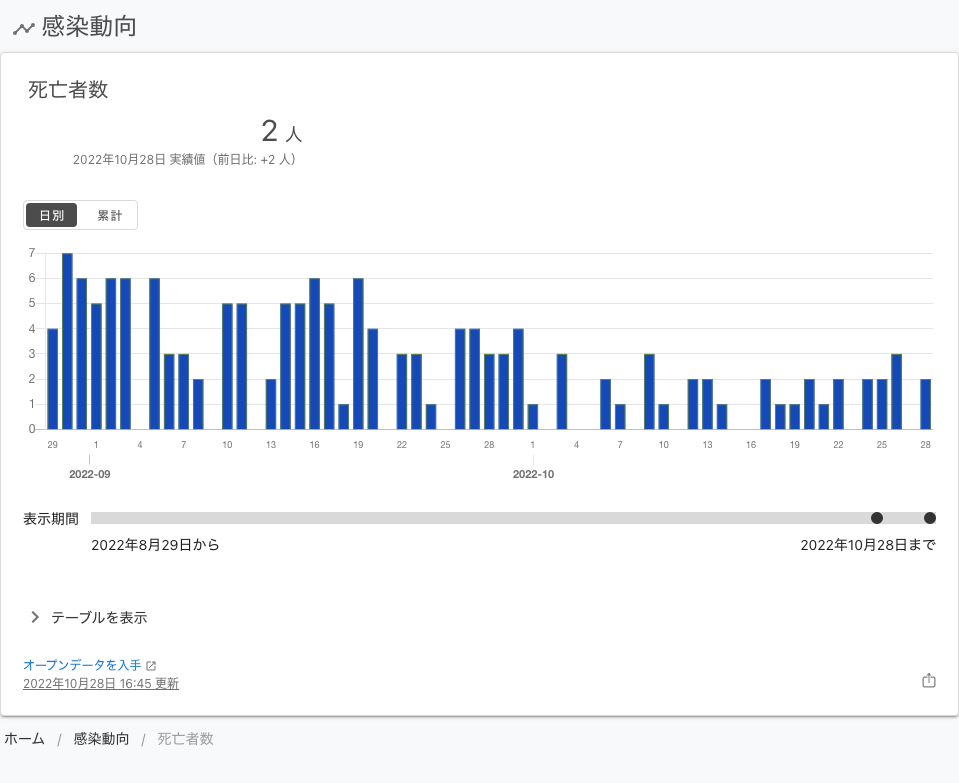 感染動向
死亡者数
2 人
2022年10月28日 実績値（前日比: +2 人）
日別 累計
7
6
5
4
3
2
1
0
29 1 4 7 10 13 16 19 22 25 28 1 4 7 10 13 16 19 22 25 28
2022-09 2022-10
表示期間
2022年8月29日から 2022年10月28日まで
テーブルを表示
オープンデータを入手
2022年10月28日 16:45 更新
ホーム / 感染動向 / 死亡者数